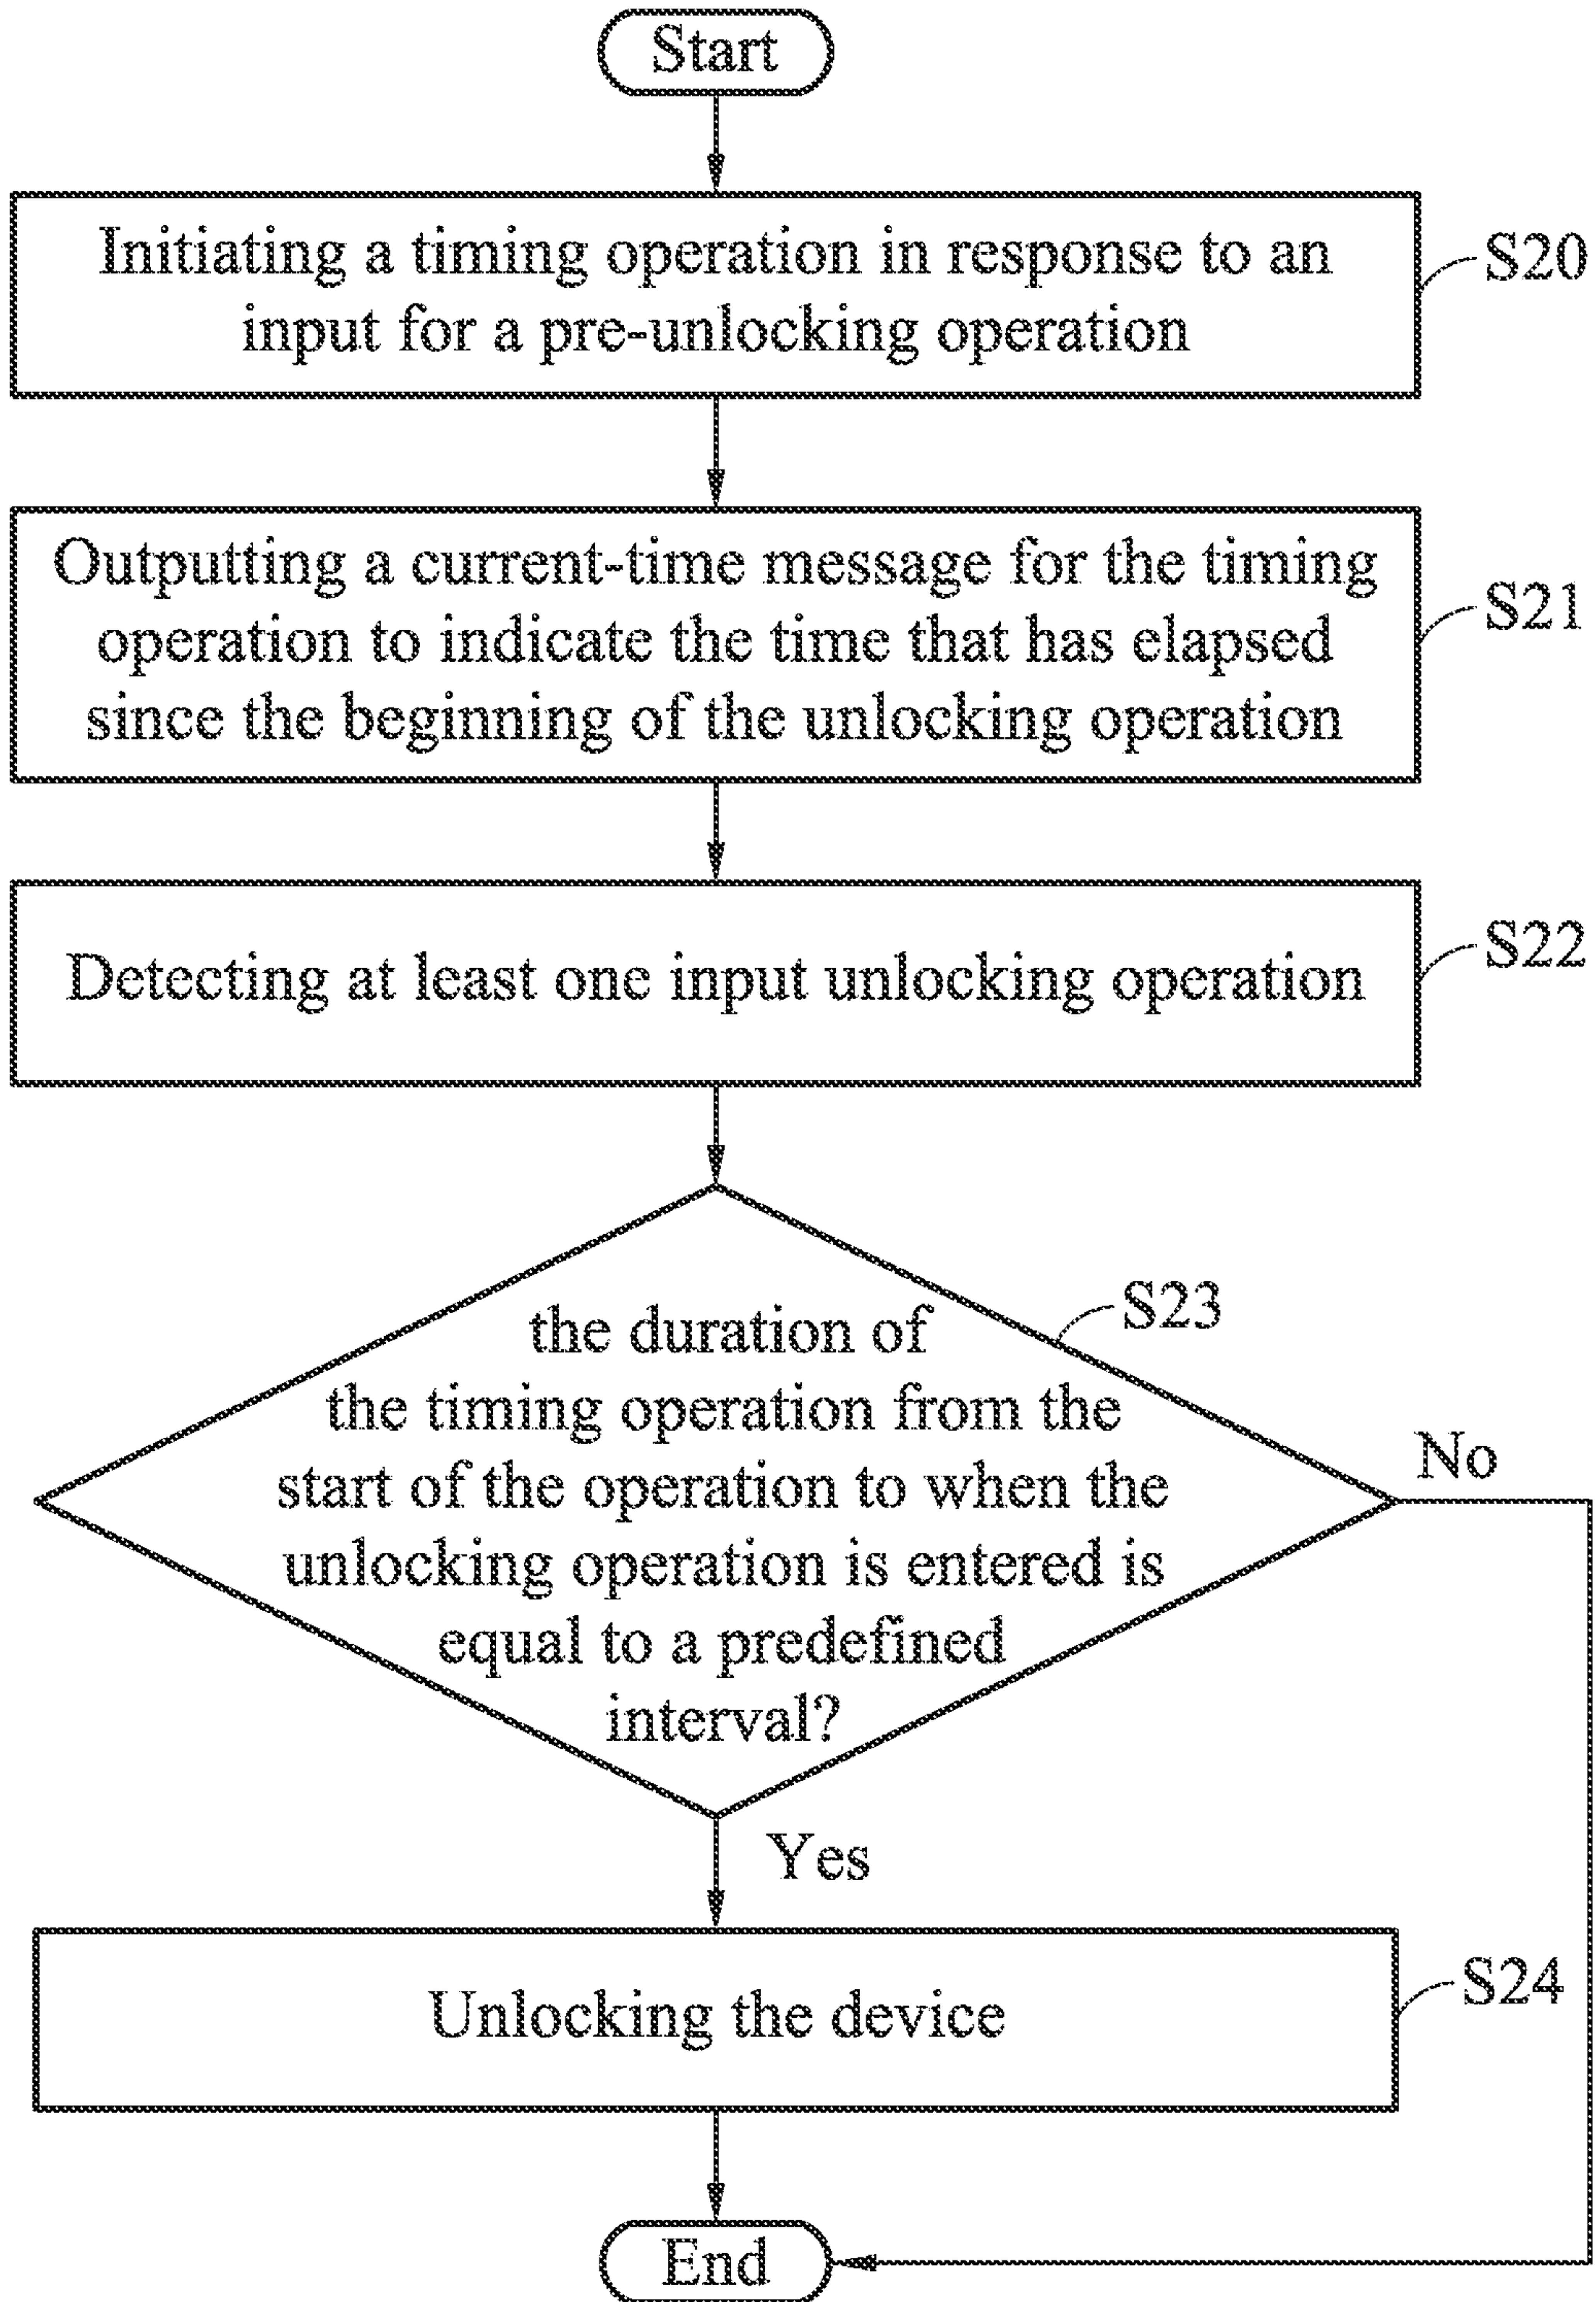 Start
Initiating a timing operation in response to an
input for a pre-unlocking operation
S20
Outputting a current-time message for the timing
operation to indicate the time that has elapsed
since the beginning of the unlocking operation
S21
Detecting at least one input unlocking operation
S22
the duration of
the timing operation from the
start of the operation to when the
unlocking operation is entered is
equal to a predefined
interval?
S23
No
Yes
Unlocking the device
S24
End